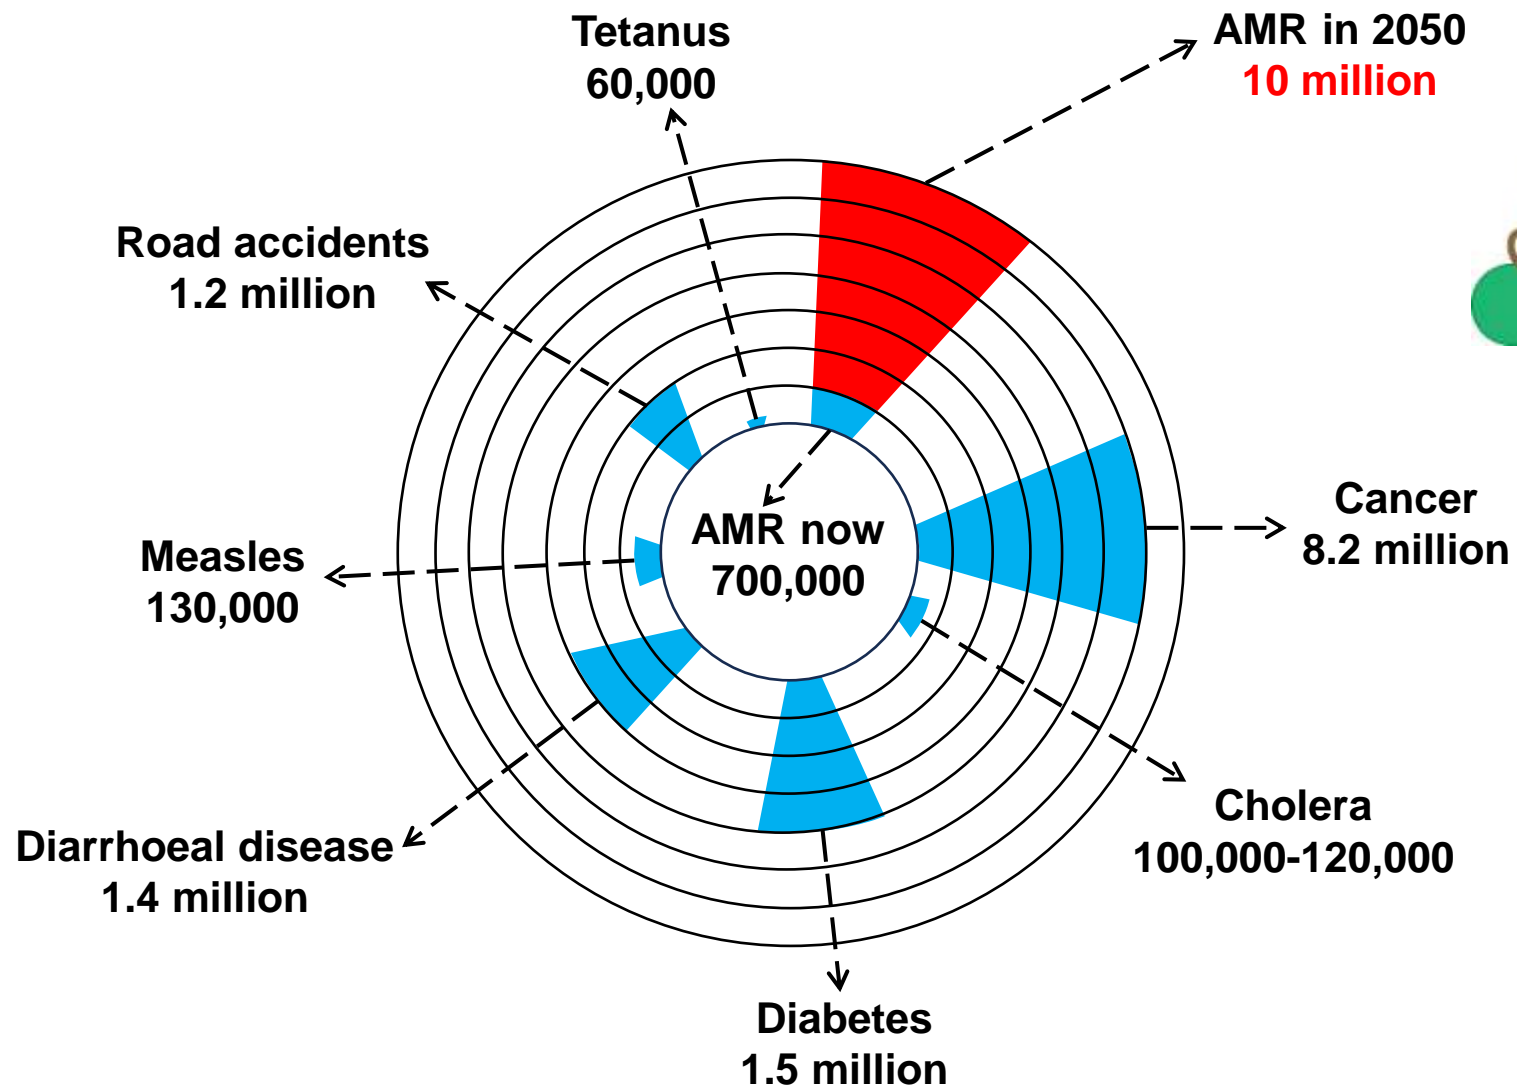 Tetanus
60,000
AMR in 2050
10 million
Road accidents
1.2 million
Cancer
8.2 million
AMR now
700,000
Measles
130,000
Cholera
100,000-120,000
Diarrhoeal disease
1.4 million
Diabetes
1.5 million